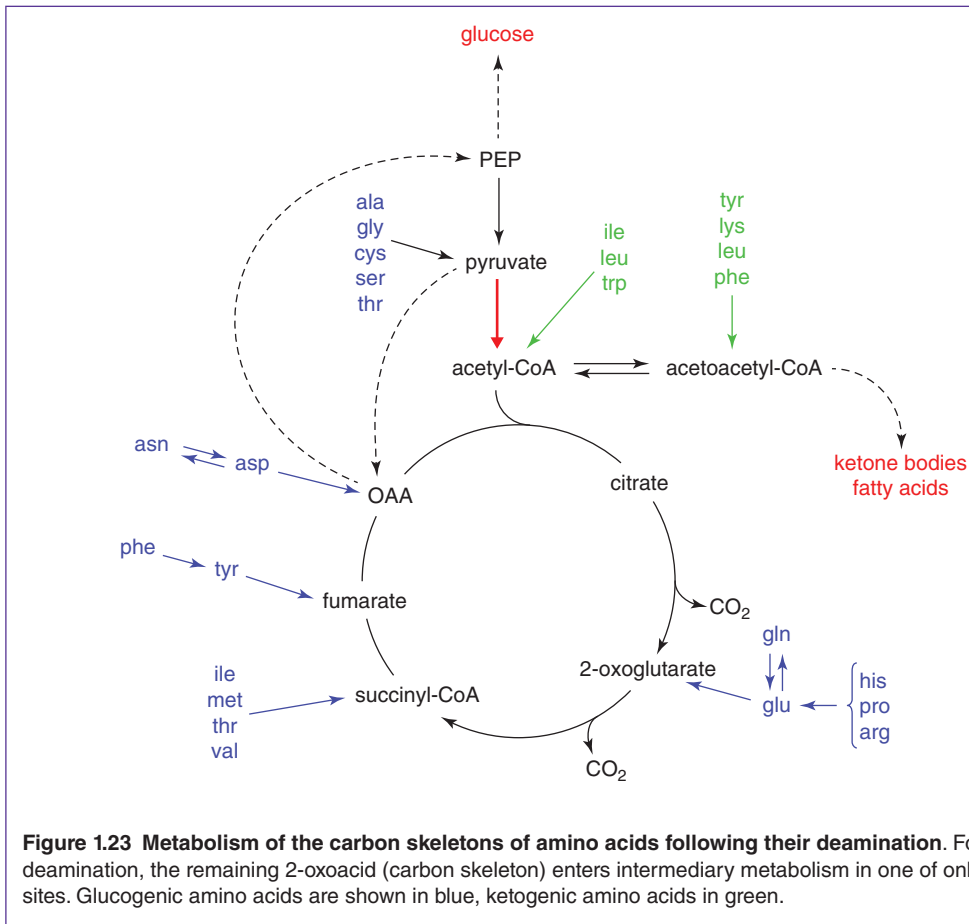 glucose
PEP
ala
gly
cys
ser
thr
pyruvate
ile
leu
trp
tyr
lys
leu
phe
acetyl-CoA
acetoacetyl-CoA
ketone bodies
fatty acids
asn
asp
OAA
citrate
phe
tyr
fumarate
CO2
gln
glu
his
pro
arg
2-oxoglutarate
ile
met
thr
val
succinyl-CoA
CO2
Figure 1.23 Metabolism of the carbon skeletons of amino acids following their deamination. Fo
deamination, the remaining 2-oxoacid (carbon skeleton) enters intermediary metabolism in one of onl
sites. Glucogenic amino acids are shown in blue, ketogenic amino acids in green.